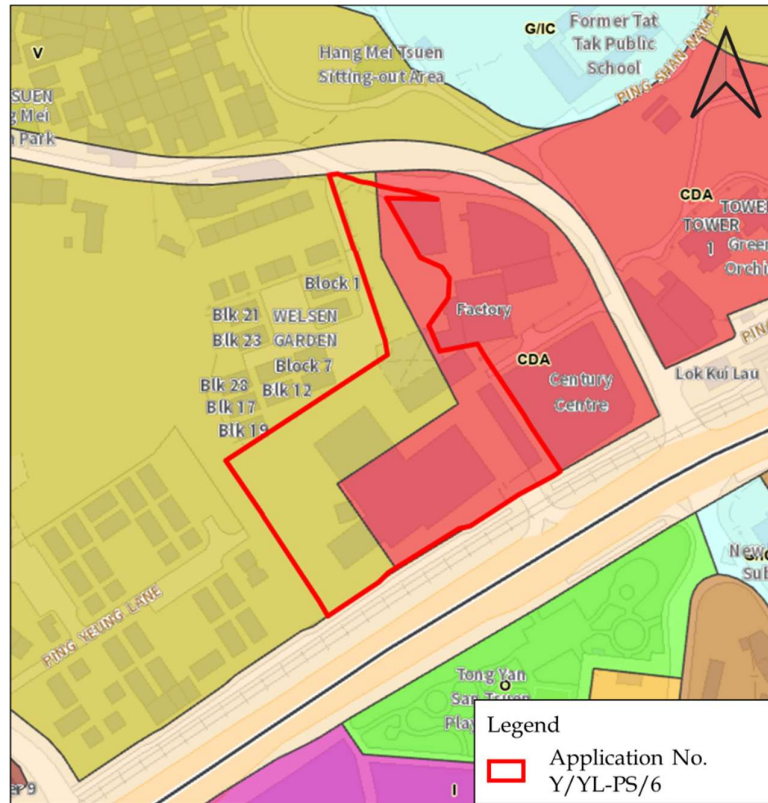 V
G/IC
Former Tat
Tak Public
School
Hang Mei Tsuen
Sitting-out Area
SUEN
g Mei
Park
CDA
TOWER
TOWER
1
Green
Orchi
Block 1
Blk 21 WELSEN
Blk 23 GARDEN
Block 7
Blk 28
Blk 12
Blk 17
Blk 19
Factory
CDA
Century
Centre
Lok Kui Lau
PING YEUNG LANE
New
Sub
Tong Yan
O
San Tsuen
Play
I
Legend
Application No.
Y/YL-PS/6